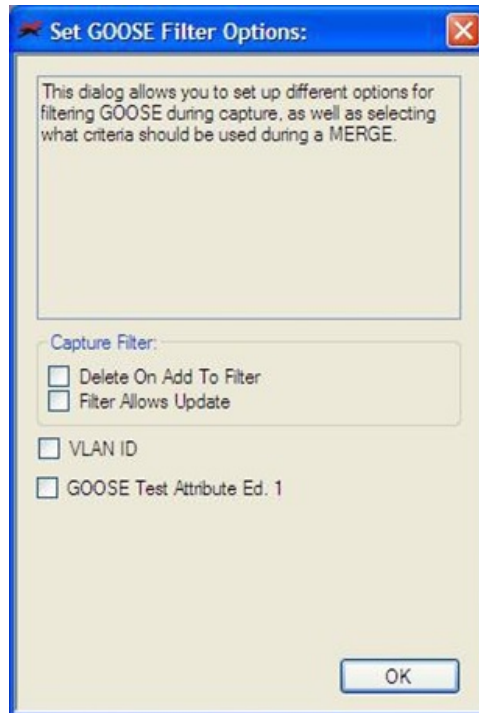 Set GOOSE Filter Options:
This dialog allows you to set up different options for
filtering GOOSE during capture, as well as selecting
what criteria should be used during a MERGE.
Capture Filter:
Delete On Add To Filter
Filter Allows Update
VLAN ID
GOOSE Test Attribute Ed. 1
OK